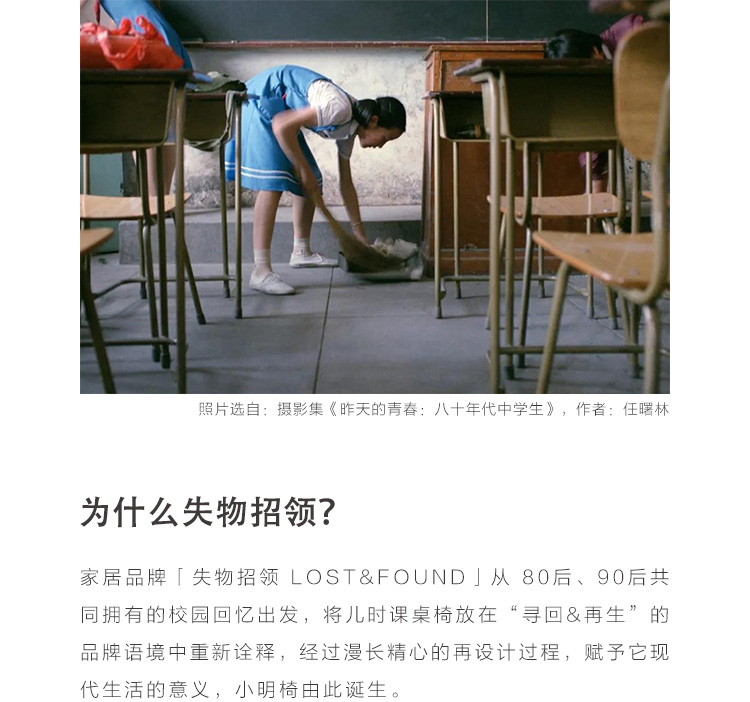 照片选自：摄影集《昨天的青春：八十年代中学生》，作者：任曙林
为什么失物招领？
家居品牌「失物招领 LOST&FOUND」从 80后、90后共
同拥有的校园回忆出发，将儿时课桌椅放在“寻回&再生”的
品牌语境中重新诠释，经过漫长精心的再设计过程，赋予它现
代生活的意义，小明椅由此诞生。